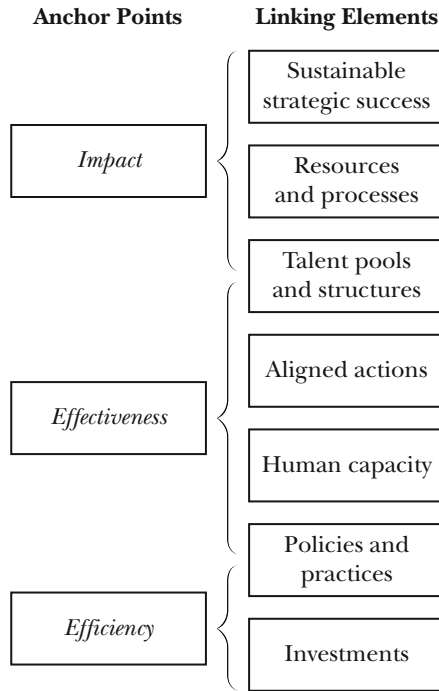 Anchor Points
Linking Elements
Sustainable
strategic success
Impact
Resources
and processes
Talent pools
and structures
Aligned actions
Effectiveness
Human capacity
Policies and
practices
Efficiency
Investments